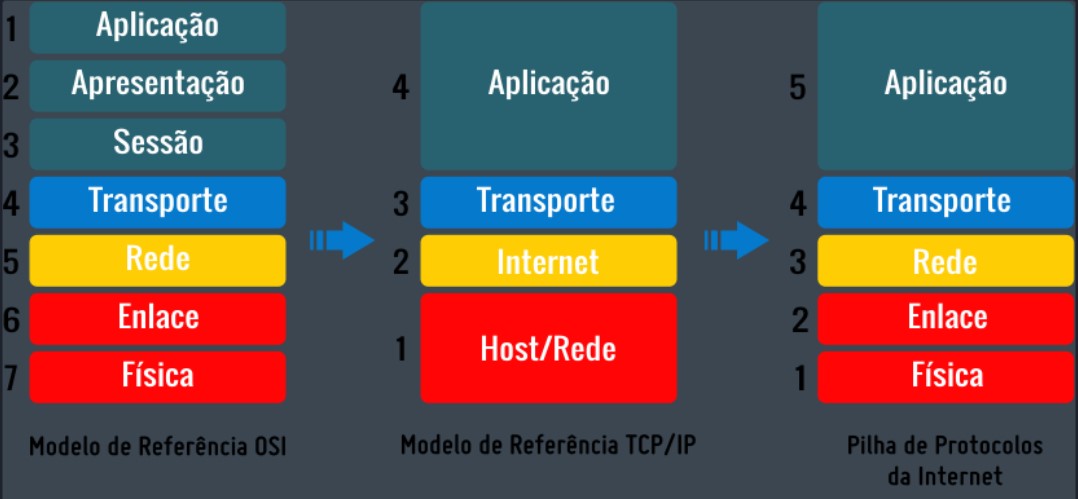 1 Aplicação
2 Apresentação
3 Sessão
4 Transporte
5 Rede
6 Enlace
7 Física
Modelo de Referência OSI
4 Aplicação
3 Transporte
2 Internet
1 Host/Rede
Modelo de Referência TCP/IP
5 Aplicação
4 Transporte
3 Rede
2 Enlace
1 Física
Pilha de Protocolos
da Internet